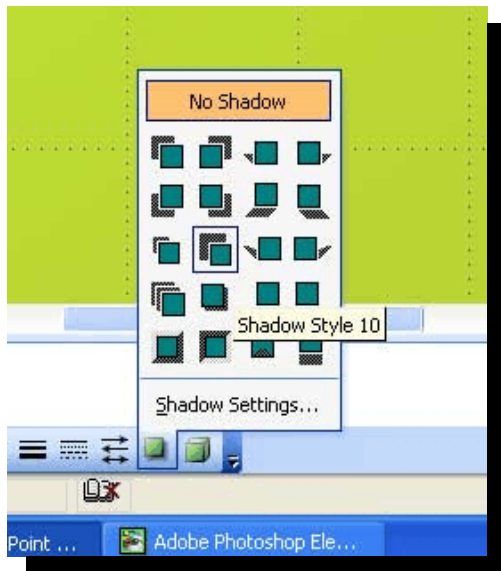 No Shadow
Shadow Style 10
Shadow Settings...
Point ...
Adobe Photoshop Ele...